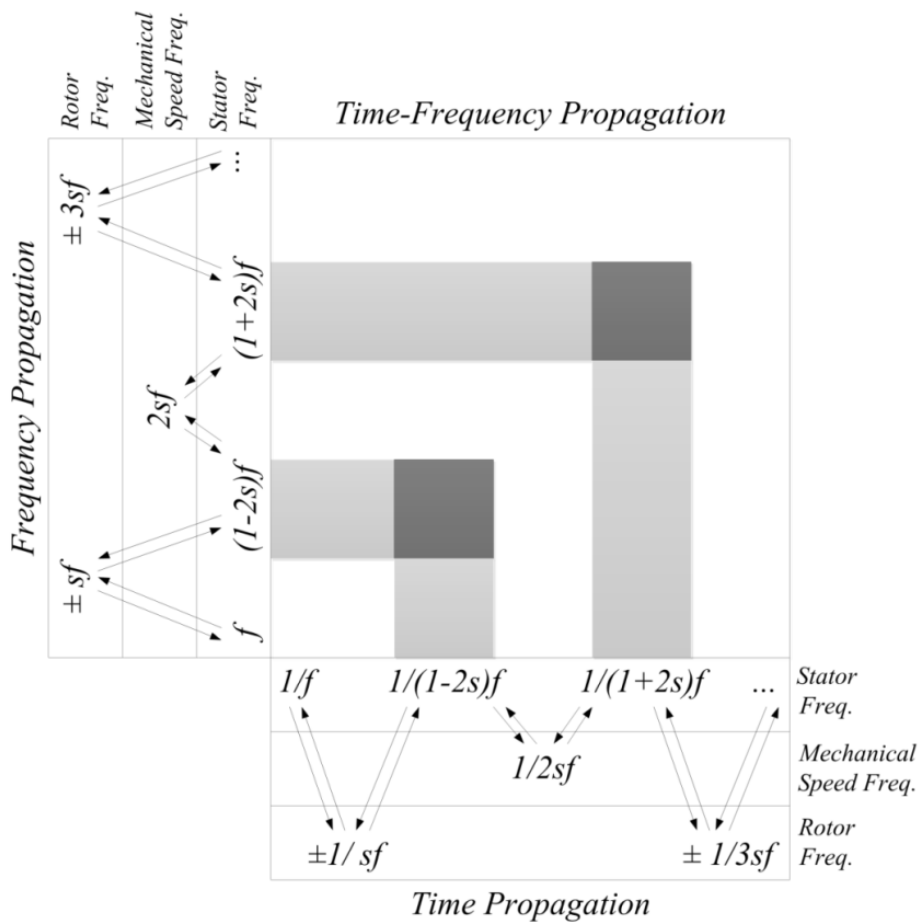 Rotor
Freq.
Mechanical
Speed Freq.
Stator
Freq.
Time-Frequency Propagation
Frequency Propagation
± 3sf
± sf
2sf
...
(1+2s)f
(1-2s)f
f
1/f
1/(1-2s)f
1/(1+2s)f
...
Stator
Freq.
1/2sf
Mechanical
Speed Freq.
±1/ sf
± 1/3sf
Rotor
Freq.
Time Propagation